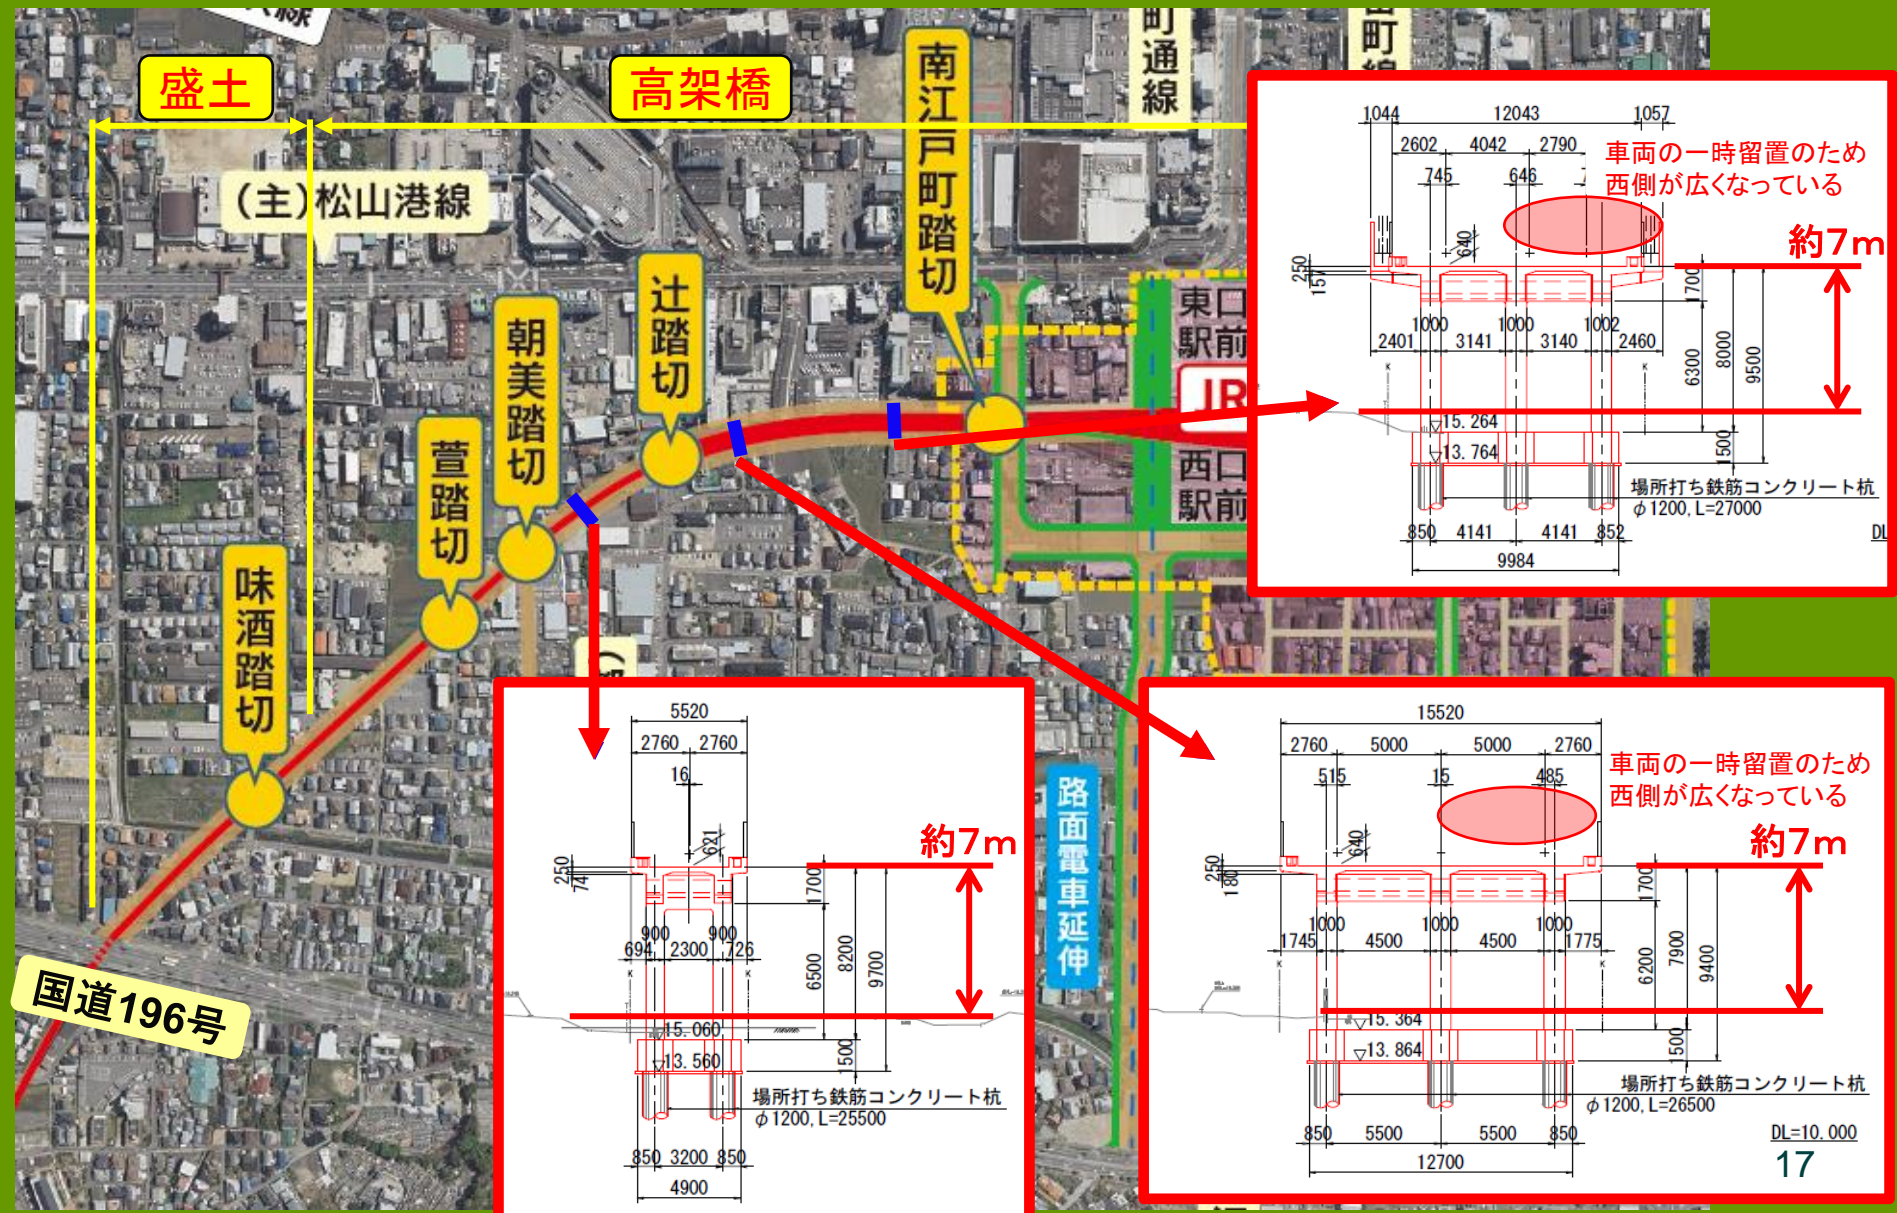 盛土
高架橋
(主)松山港線
南江戸町踏切
辻踏切
朝美踏切
萱踏切
味酒踏切
国道196号
町通線
町線
東口
駅前
JR
西口
駅前
路面電車延伸
1044
12043
1057
2602
4042
2790
車両の一時留置のため
西側が広くなっている
745
646
約7m
640
250
157
1700
1000
1000
1002
2401
3141
3140
2460
6300
8000
9500
15.264
13.764
1500
場所打ち鉄筋コンクリート杭
φ1200, L=27000
850
4141
4141
852
DL
9984
5520
2760
2760
16
621
約7m
250
74
1700
900
900
694
2300
726
6500
8200
9700
15.060
13.560
1500
場所打ち鉄筋コンクリート杭
φ1200, L=25500
850
3200
850
4900
15520
2760
5000
5000
2760
車両の一時留置のため
西側が広くなっている
515
15
485
約7m
640
250
180
1700
1000
1000
1000
1745
4500
4500
1775
6200
7900
9400
15.364
13.864
1500
場所打ち鉄筋コンクリート杭
φ1200, L=26500
850
5500
5500
850
DL=10.000
12700
17